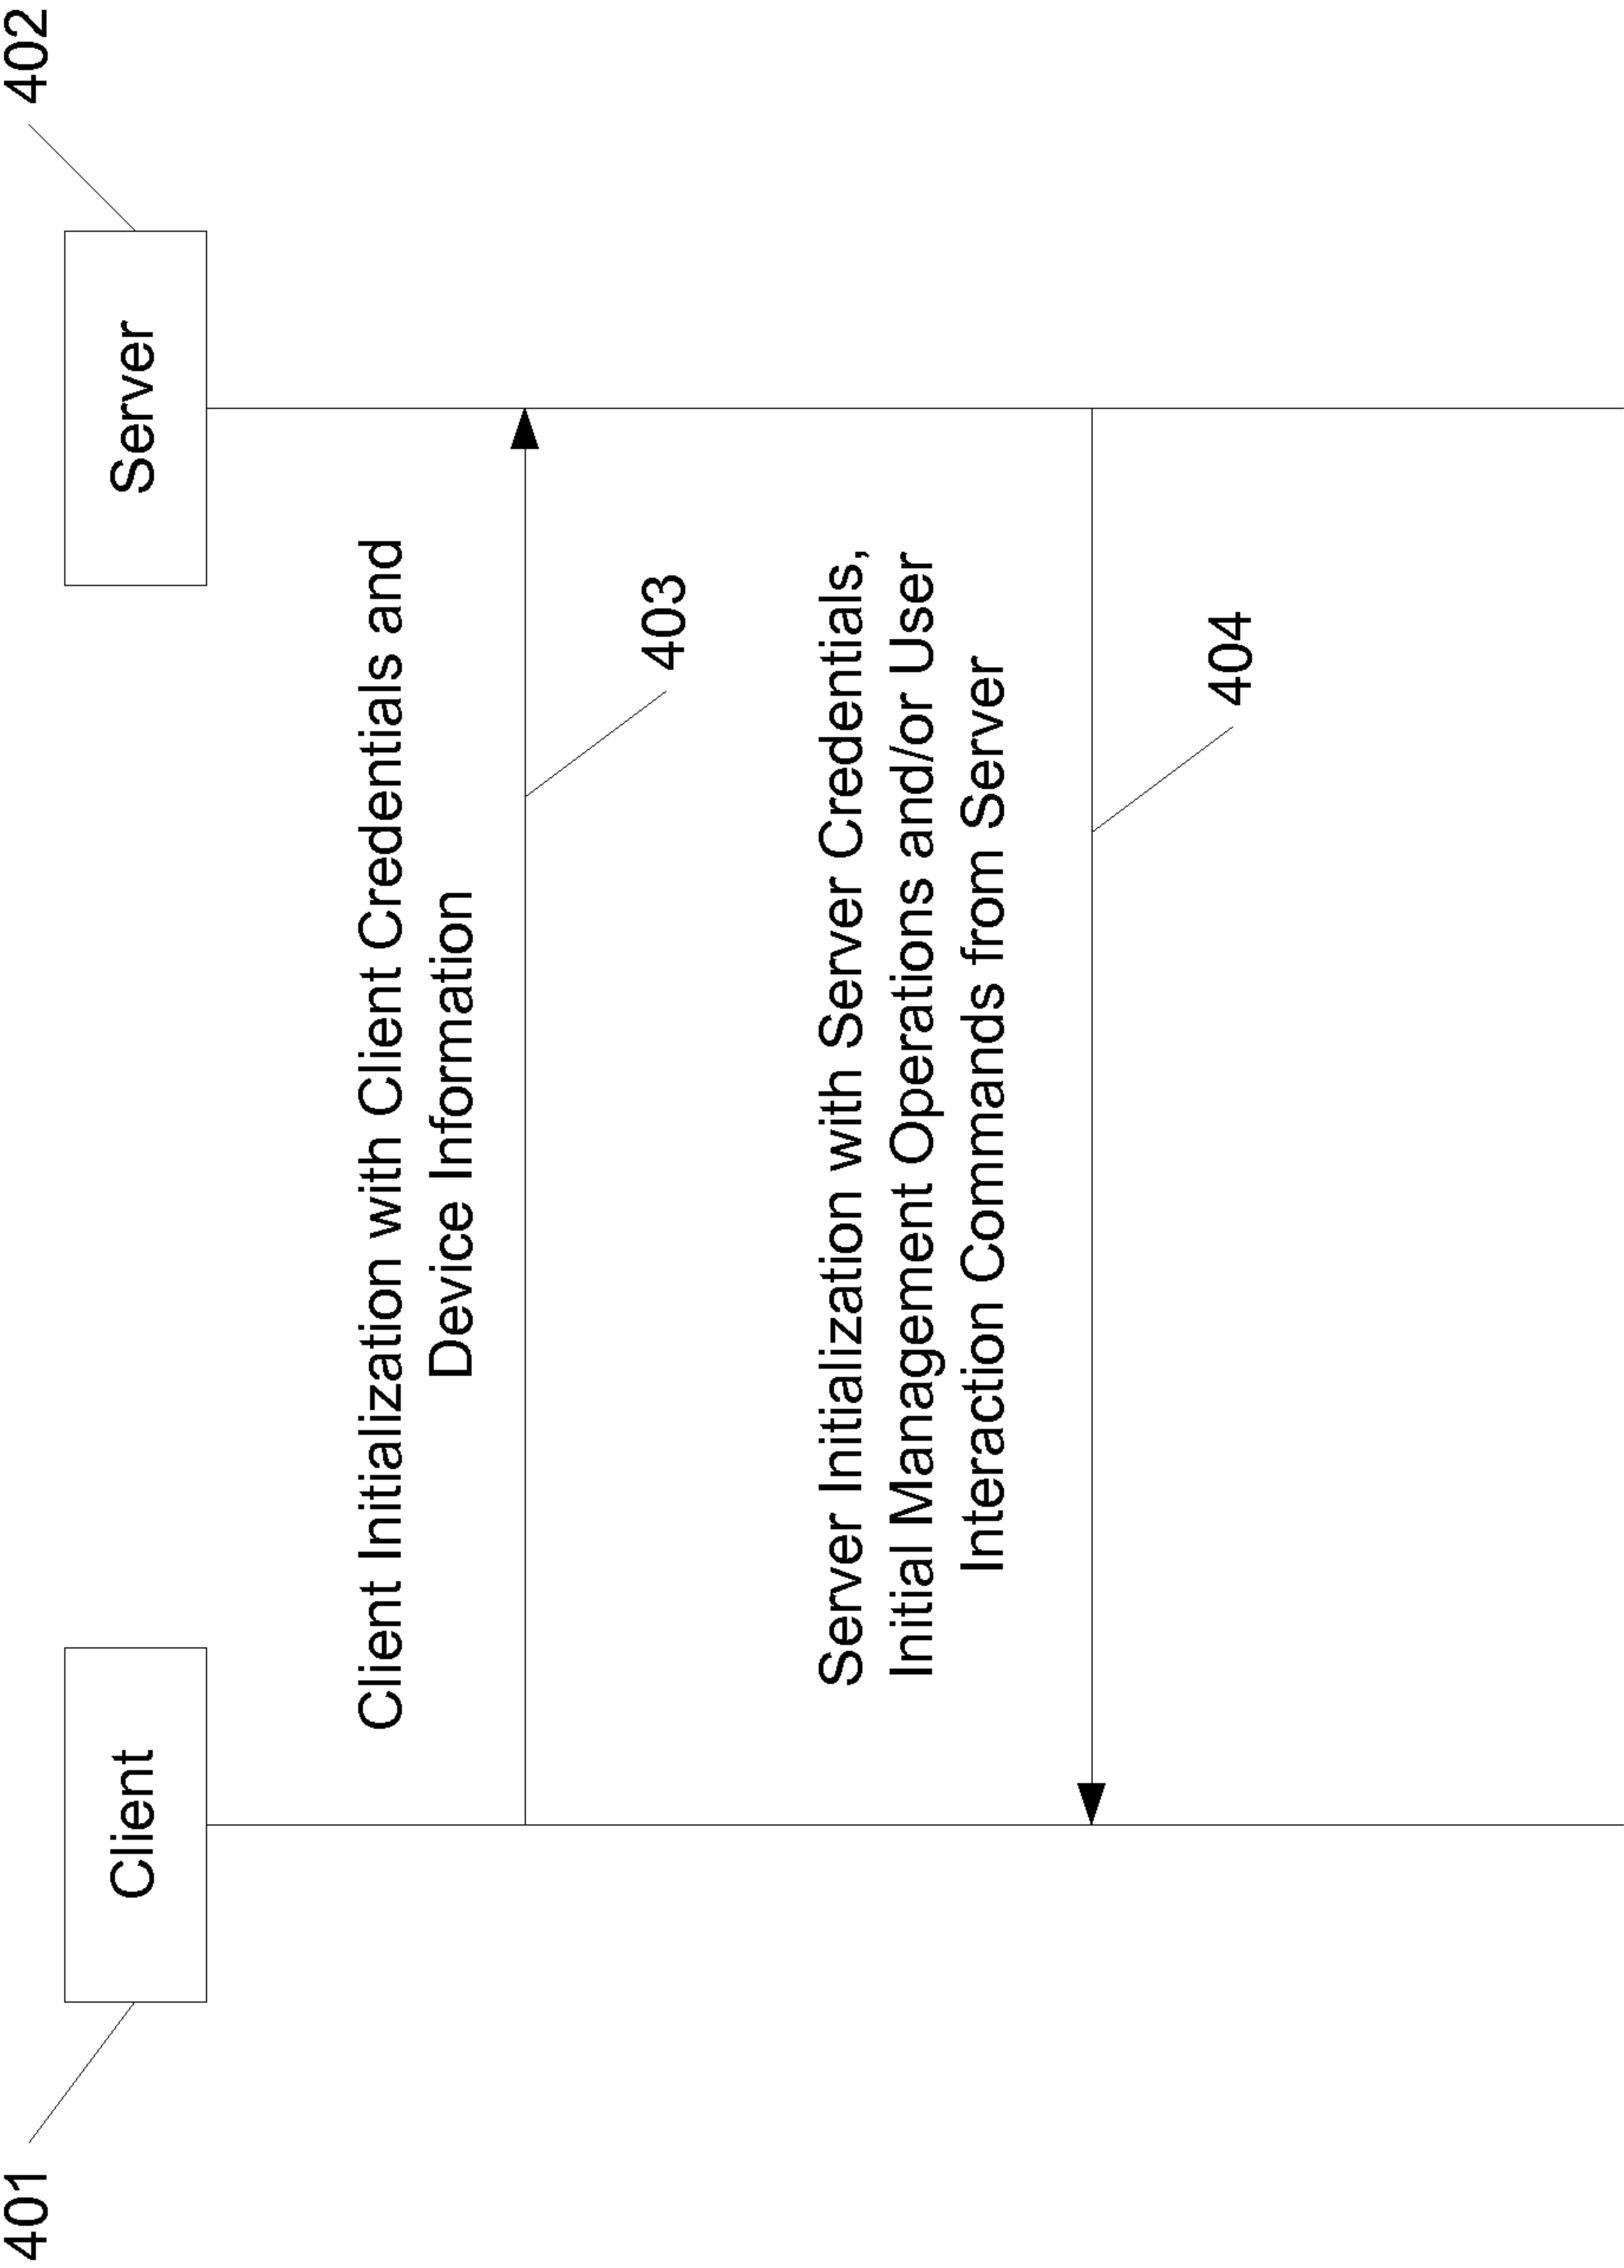 401
402
Client
Server
Client Initialization with Client Credentials and
Device Information
403
Server Initialization with Server Credentials,
Initial Management Operations and/or User
Interaction Commands from Server
404